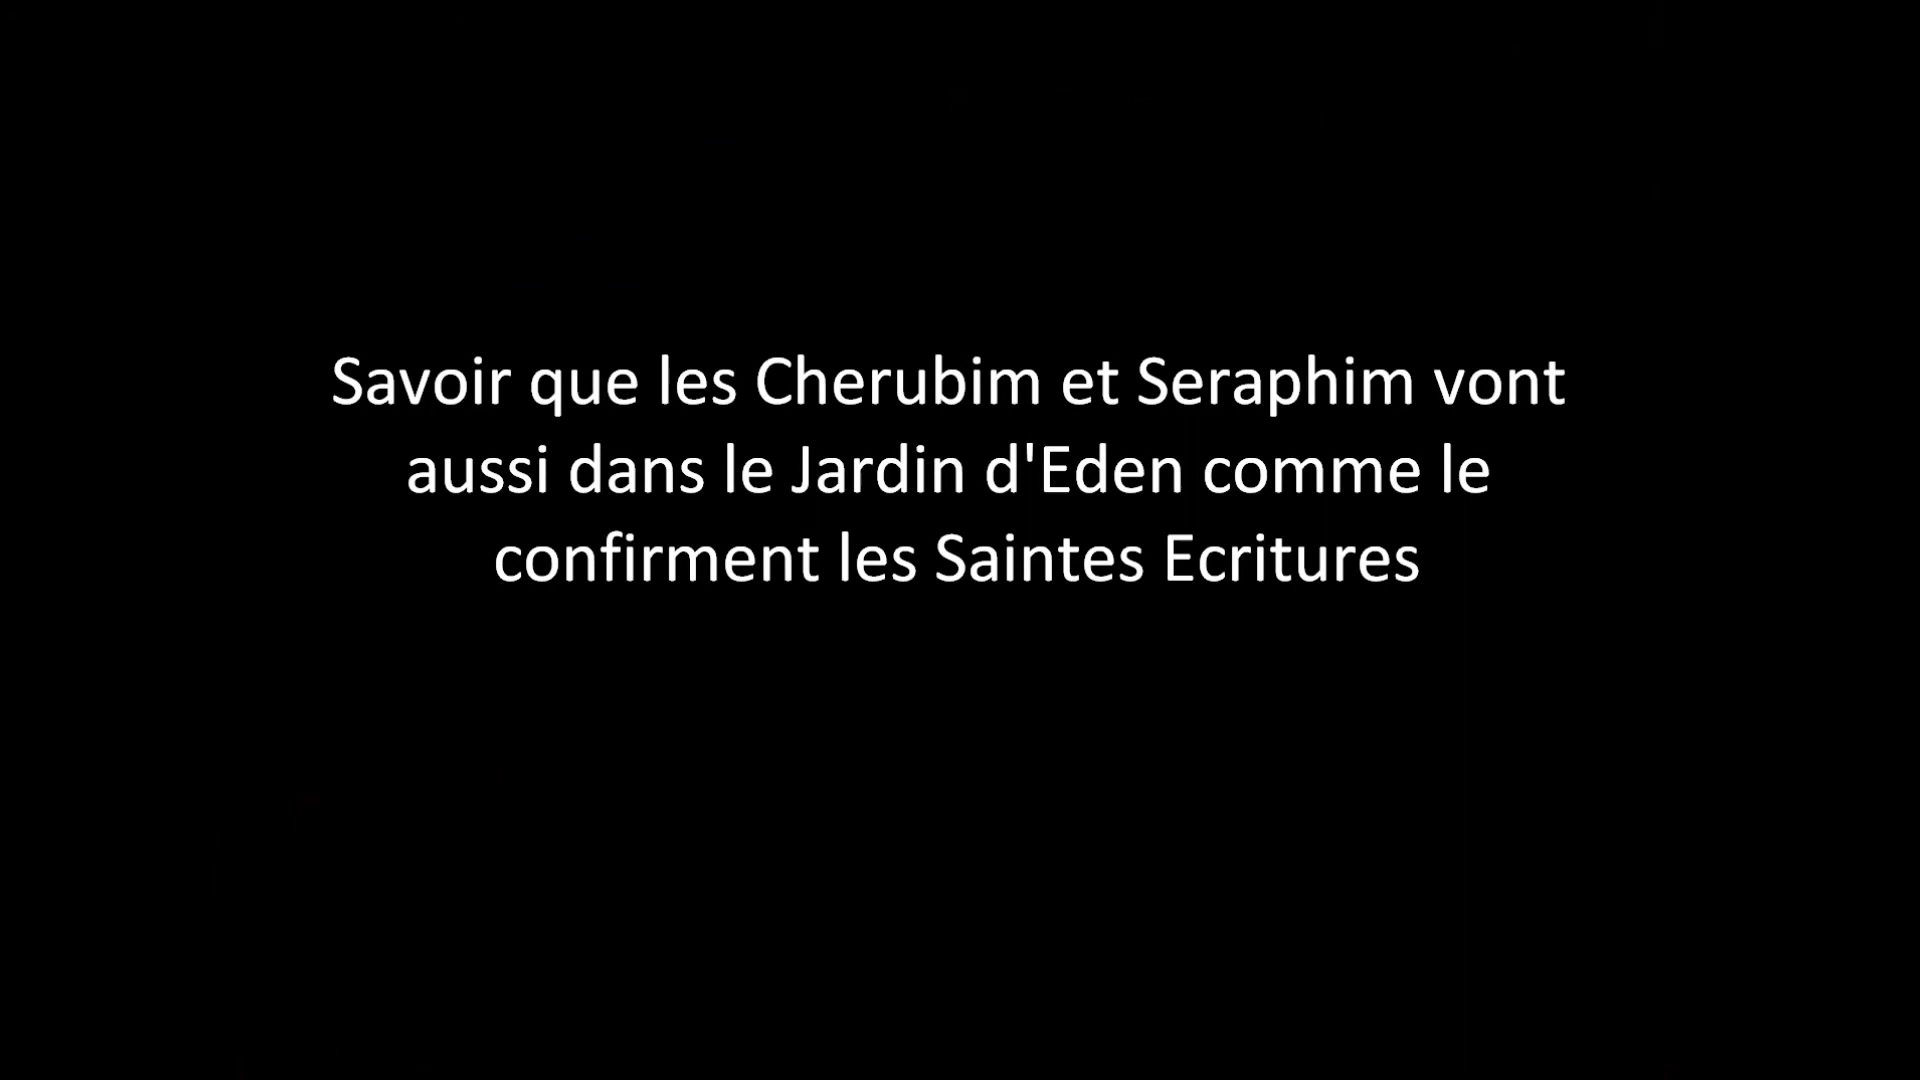 Savoir que les Cherubim et Seraphim vont
aussi dans le Jardin d'Eden comme le
confirment les Saintes Ecritures